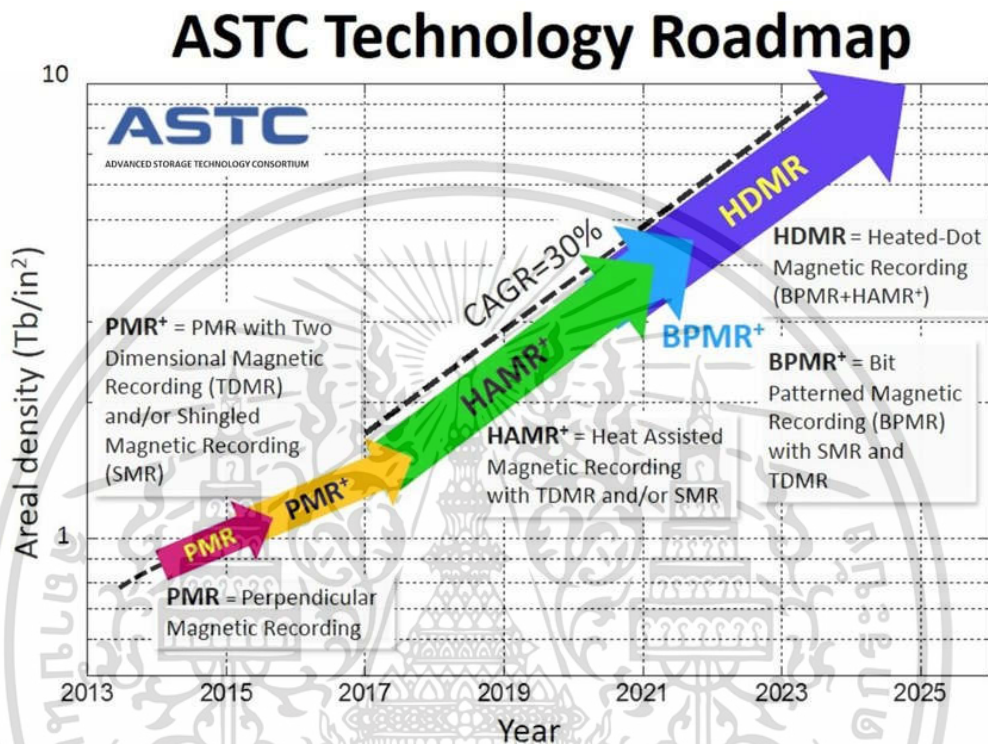 ASTC Technology Roadmap
10
ASTC
ADVANCED STORAGE TECHNOLOGY CONSORTIUM
HDMR
CAGR=30%
HDMR = Heated-Dot
Magnetic Recording
(BPMR+HAMR⁺)
PMR⁺ = PMR with Two
Dimensional Magnetic
Recording (TDMR)
and/or Shingled
Magnetic Recording
(SMR)
BPMR⁺
HAMR⁺
BPMR⁺ = Bit
Patterned Magnetic
Recording (BPMR)
with SMR and
TDMR
HAMR⁺ = Heat Assisted
Magnetic Recording
with TDMR and/or SMR
Areal density (Tb/in²)
PMR⁺
1
PMR
PMR = Perpendicular
Magnetic Recording
2013 2015 2017 2019 2021 2023 2025
Year